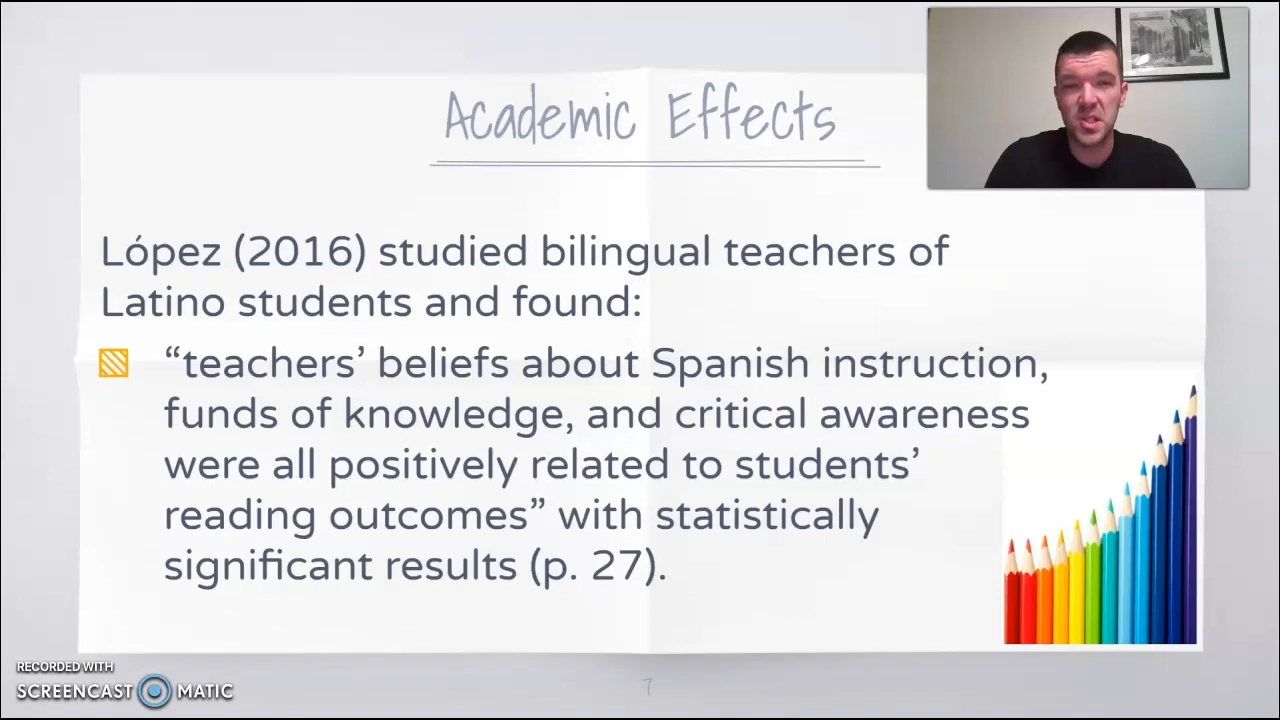 Academic Effects
López (2016) studied bilingual teachers of
Latino students and found:
“teachers’ beliefs about Spanish instruction,
funds of knowledge, and critical awareness
were all positively related to students’
reading outcomes” with statistically
significant results (p. 27).
RECORDED WITH
SCREENCAST MATIC
7